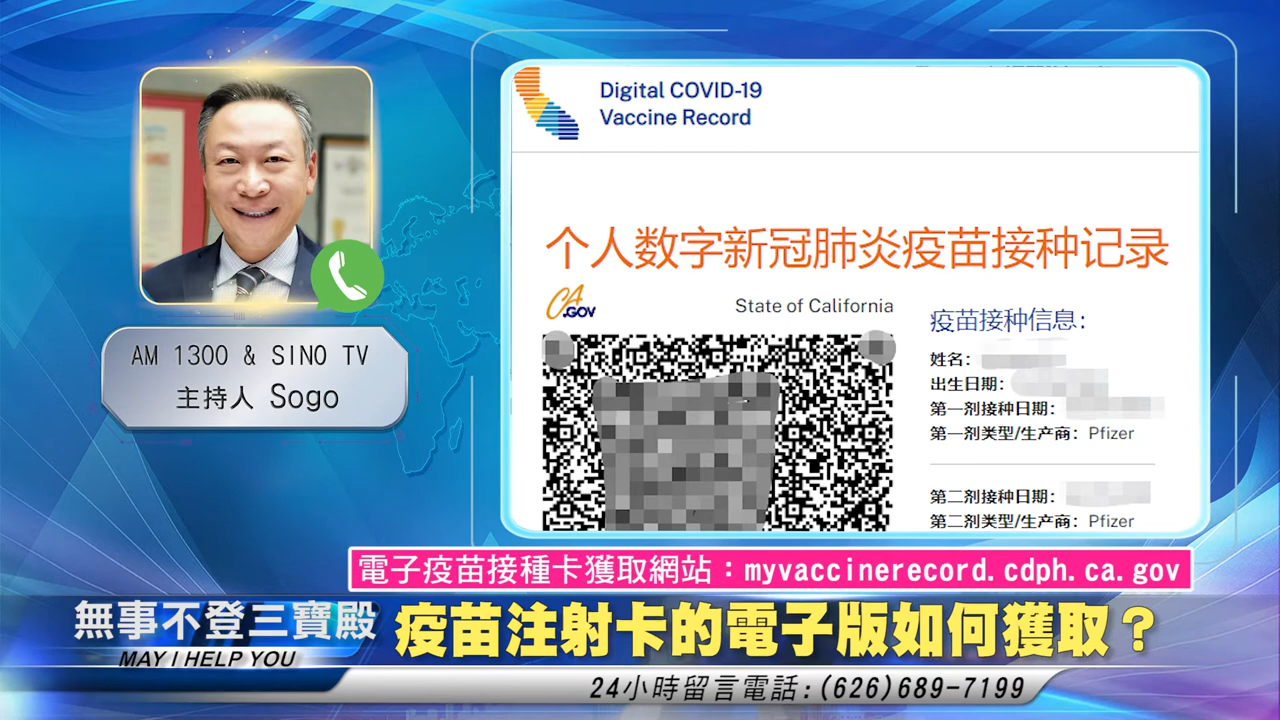 AM 1300 & SINO TV
主持人 Sogo
Digital COVID-19
Vaccine Record
个人数字新冠肺炎疫苗接种记录
CA
.GOV
State of California
疫苗接种信息：
姓名：
出生日期：
第一剂接种日期：
第一剂类型/生产商：Pfizer
第二剂接种日期：
第二剂类型/生产商：Pfizer
電子疫苗接種卡獲取網站：myvaccinerecord.cdph.ca.gov
無事不登三寶殿
MAY I HELP YOU
疫苗注射卡的電子版如何獲取？
24小時留言電話:(626)689-7199